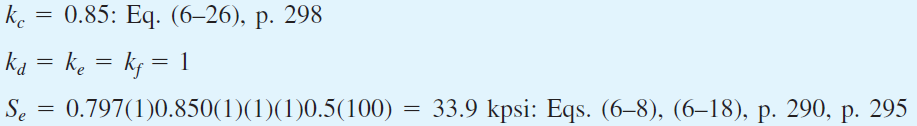 k_c = 0.85: Eq. (6–26), p. 298
k_d = k_e = k_f = 1
S_e = 0.797(1)0.850(1)(1)(1)0.5(100) = 33.9 kpsi: Eqs. (6–8), (6–18), p. 290, p. 295